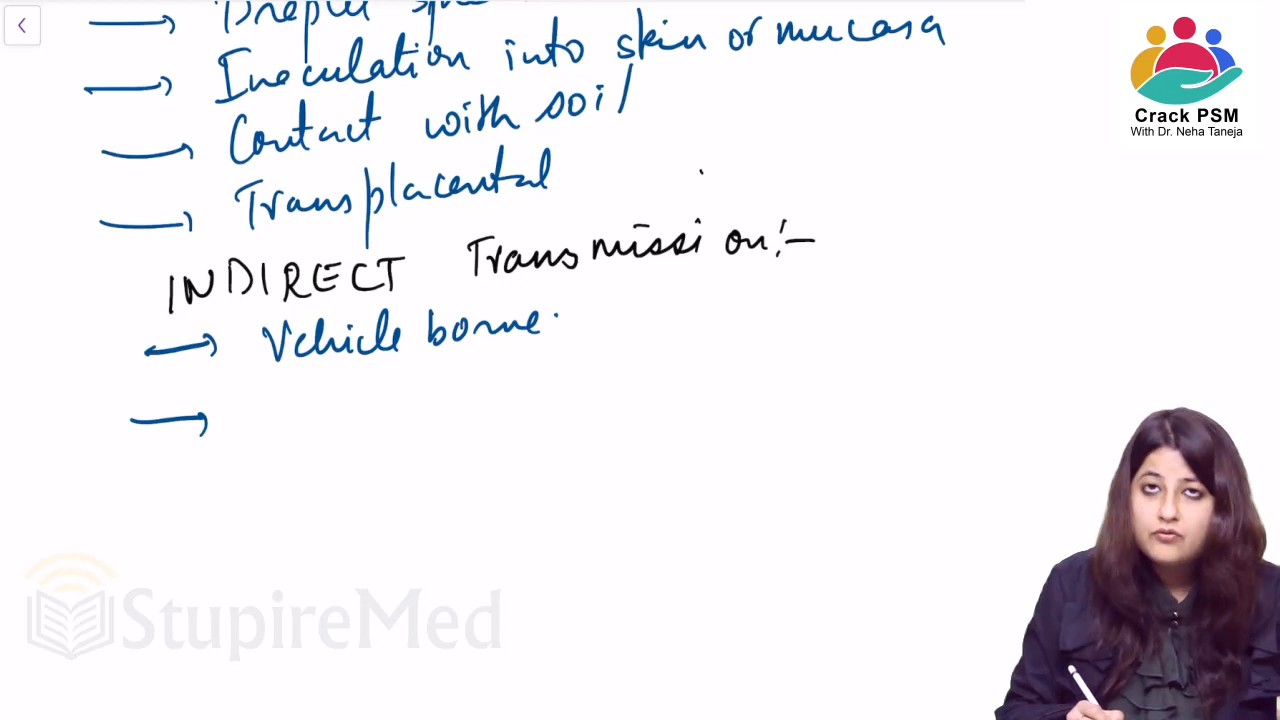 → Droplet
→ Inoculation into skin or mucosa
→ Contact with soil
→ Transplacental
INDIRECT Transmission:-
→ Vehicle borne.
→
Crack PSM
With Dr. Neha Taneja
StupireMed